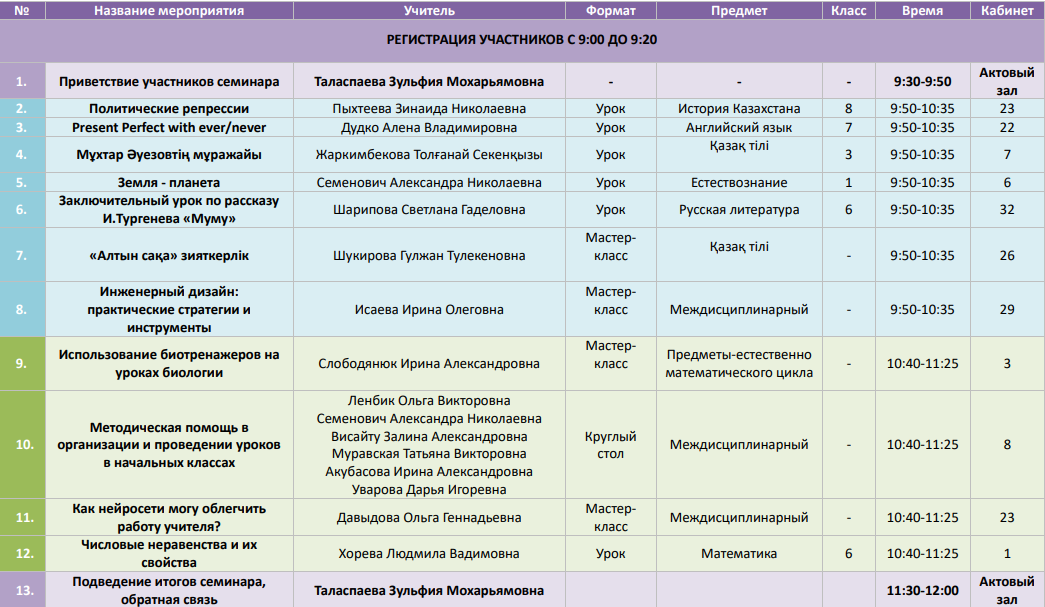 № Название мероприятия Учитель Формат Предмет Класс Время Кабинет
РЕГИСТРАЦИЯ УЧАСТНИКОВ С 9:00 ДО 9:20
1. Приветствие участников семинара Таласпаева Зульфия Мохарьямовна - - - 9:30-9:50 Актовый
зал
2. Политические репрессии Пыхтеева Зинаида Николаевна Урок История Казахстана 8 9:50-10:35 23
3. Present Perfect with ever/never Дудко Алена Владимировна Урок Английский язык 7 9:50-10:35 22
4. Мұхтар Әуезовтің мұражайы Жаркимбекова Толғанай Секенқызы Урок Қазақ тілі 3 9:50-10:35 7
5. Земля - планета Семенович Александра Николаевна Урок Естествознание 1 9:50-10:35 6
6. Заключительный урок по рассказу
И.Тургенева «Муму» Шарипова Светлана Гаделовна Урок Русская литература 6 9:50-10:35 32
7. «Алтын сақа» зияткерлік Шукирова Гулжан Тулекеновна Мастер-
класс Қазақ тілі - 9:50-10:35 26
8. Инженерный дизайн:
практические стратегии и
инструменты Исаева Ирина Олеговна Мастер-
класс Междисциплинарный - 9:50-10:35 29
9. Использование биотренажеров на
уроках биологии Слободянюк Ирина Александровна Мастер-
класс Предметы-естественно
математического цикла - 10:40-11:25 3
10. Методическая помощь в
организации и проведении уроков
в начальных классах Ленбик Ольга Викторовна
Семенович Александра Николаевна
Висайту Залина Александровна
Муравская Татьяна Викторовна
Акубасова Ирина Александровна
Уварова Дарья Игоревна Круглый
стол Междисциплинарный - 10:40-11:25 8
11. Как нейросети могу облегчить
работу учителя? Давыдова Ольга Геннадьевна Мастер-
класс Междисциплинарный - 10:40-11:25 23
12. Числовые неравенства и их
свойства Хорева Людмила Вадимовна Урок Математика 6 10:40-11:25 1
13. Подведение итогов семинара,
обратная связь Таласпаева Зульфия Мохарьямовна 11:30-12:00 Актовый
зал